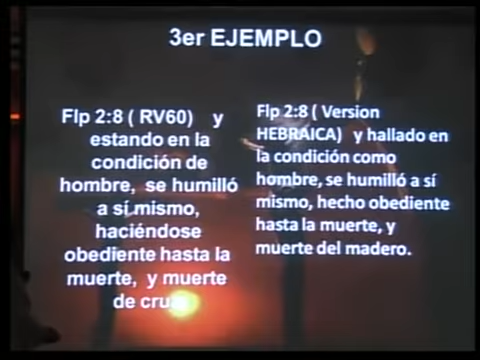 3er EJEMPLO
Flp 2:8 ( RV60) y
estando en la
condición de
hombre, se humilló
a sí mismo,
haciéndose
obediente hasta la
muerte, y muerte
de cruz.
Flp 2:8 ( Version
HEBRAICA) y hallado en
la condición como
hombre, se humilló a sí
mismo, hecho obediente
hasta la muerte, y
muerte del madero.